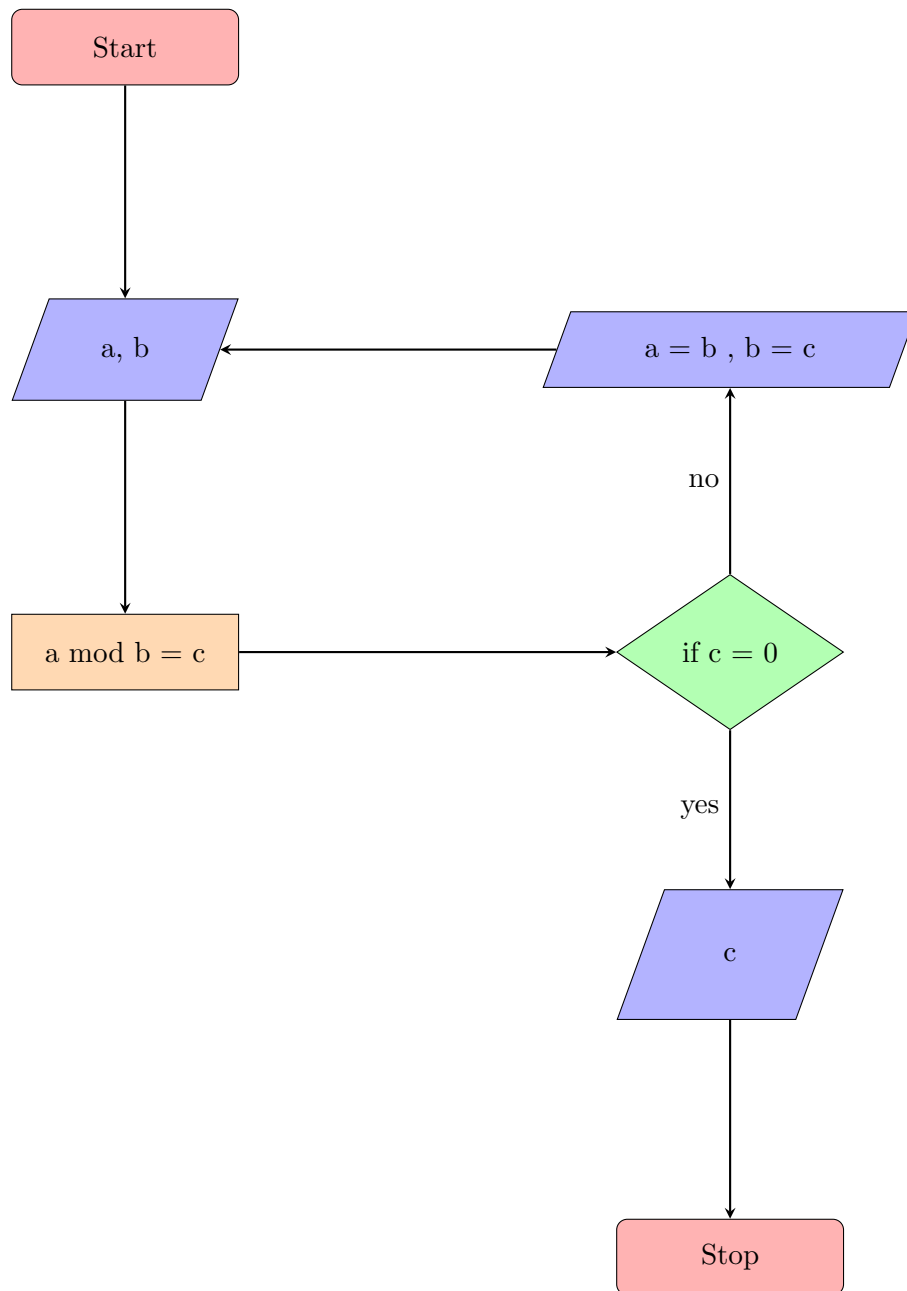 Start
a, b
a = b , b = c
no
a mod b = c
if c = 0
yes
c
Stop